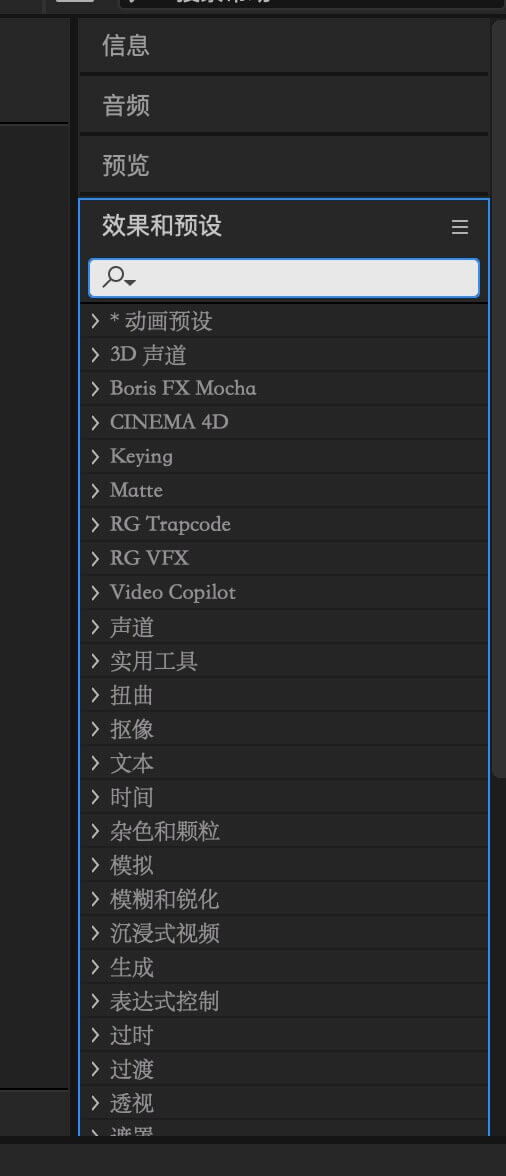 信息
音频
预览
效果和预设
* 动画预设
3D 声道
Boris FX Mocha
CINEMA 4D
Keying
Matte
RG Trapcode
RG VFX
Video Copilot
声道
实用工具
扭曲
抠像
文本
时间
杂色和颗粒
模拟
模糊和锐化
沉浸式视频
生成
表达式控制
过时
过渡
透视